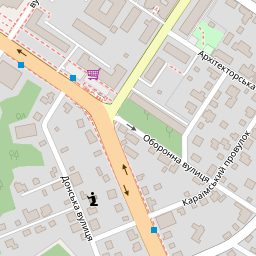 Архітекторська
Оборонна вулиця
Караїмський провулок
Донська вулиця